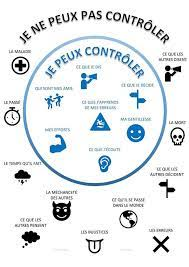 JE NE PEUX PAS CONTRÔLER
LA MALADIE
CE QUE LES
AUTRES DISENT
JE PEUX CONTRÔLER
CE QUE JE DIS
QUI SONT MES AMIS
CE QUE JE DÉCIDE
LE PASSÉ
LA MORT
CE QUE J'APPRENDS
DE MES ERREURS
MA GENTILLESSE
MES EFFORTS
CE QUE J'ÉCOUTE
LE TEMPS QU'IL FAIT
CE QUE LES
AUTRES DÉCIDENT
LA MÉCHANCETÉ
DES AUTRES
CE QU'IL SE PASSE
DANS LE MONDE
CE QUE LES
AUTRES PENSENT
LES INJUSTICES
LES ERREURS